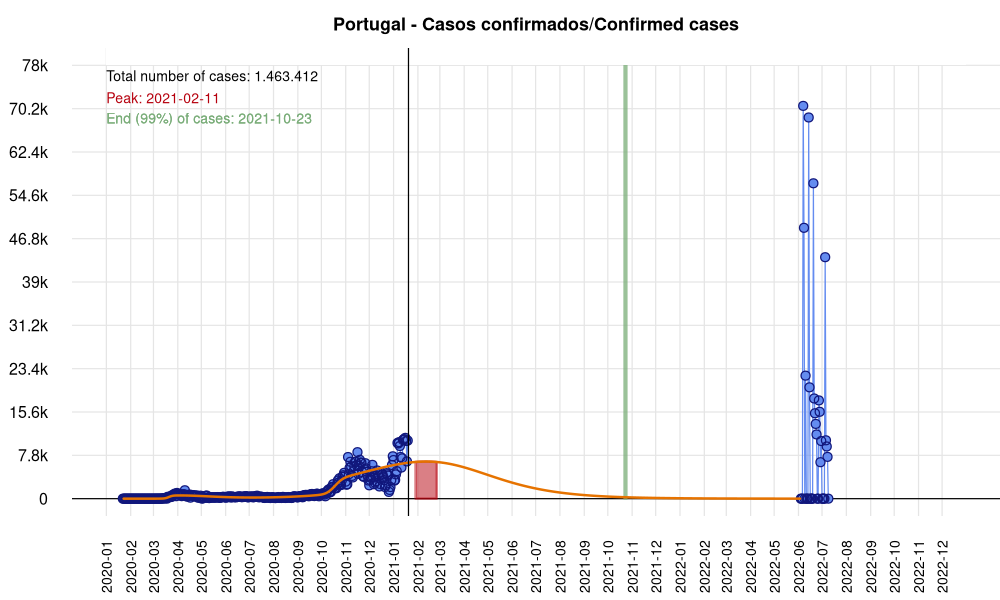 Portugal - Casos confirmados/Confirmed cases
78k
Total number of cases: 1.463.412
Peak: 2021-02-11
70.2k
End (99%) of cases: 2021-10-23
62.4k
54.6k
46.8k
39k
31.2k
23.4k
15.6k
7.8k
0
2020-01
2020-02
2020-03
2020-04
2020-05
2020-06
2020-07
2020-08
2020-09
2020-10
2020-11
2020-12
2021-01
2021-02
2021-03
2021-04
2021-05
2021-06
2021-07
2021-08
2021-09
2021-10
2021-11
2021-12
2022-01
2022-02
2022-03
2022-04
2022-05
2022-06
2022-07
2022-08
2022-09
2022-10
2022-11
2022-12